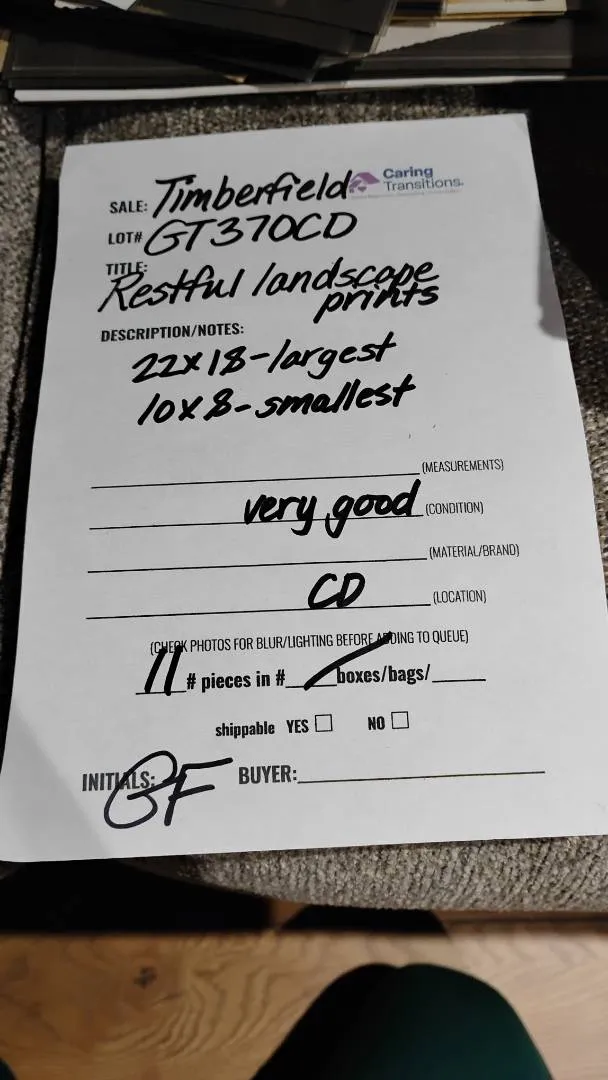 SALE: Timberfield Caring Transitions.
LOT# GT370CD
TITLE:
Restful landscape
prints
DESCRIPTION/NOTES:
22x18-largest
10x8-smallest
(MEASUREMENTS)
very good (CONDITION)
(MATERIAL/BRAND)
CD (LOCATION)
(CHECK PHOTOS FOR BLUR/LIGHTING BEFORE ADDING TO QUEUE)
11 # pieces in # boxes/bags/
shippable YES NO
INITIALS: GF BUYER: